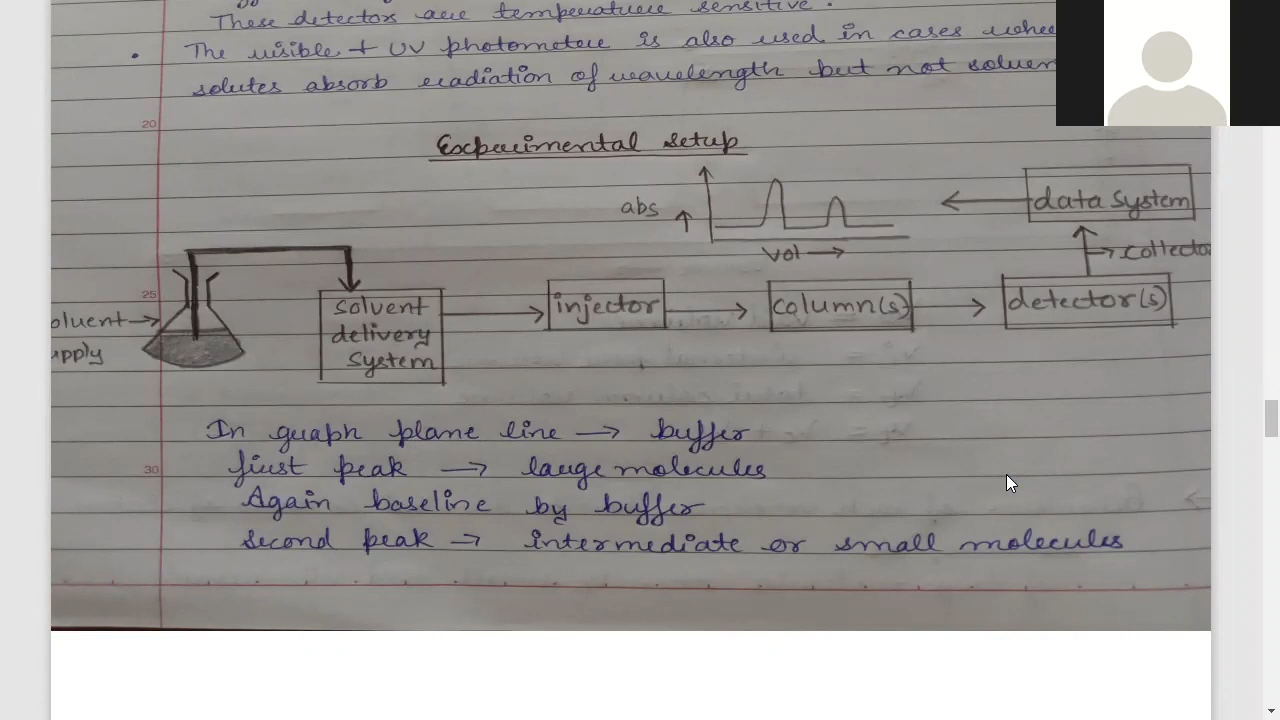 These detectors are temperature sensitive.
• The visible + UV photometer is also used in cases whe
solutes absorb radiation of wavelength but not solven
20
Experimental setup
abs
Vol
data system
collecto
25
oluent
upply
solvent
delivery
system
injector
column(s)
detector(s)
In graph plane line → buffer
30
first peak → large molecules
Again baseline by buffer
second peak → intermediate or small molecules